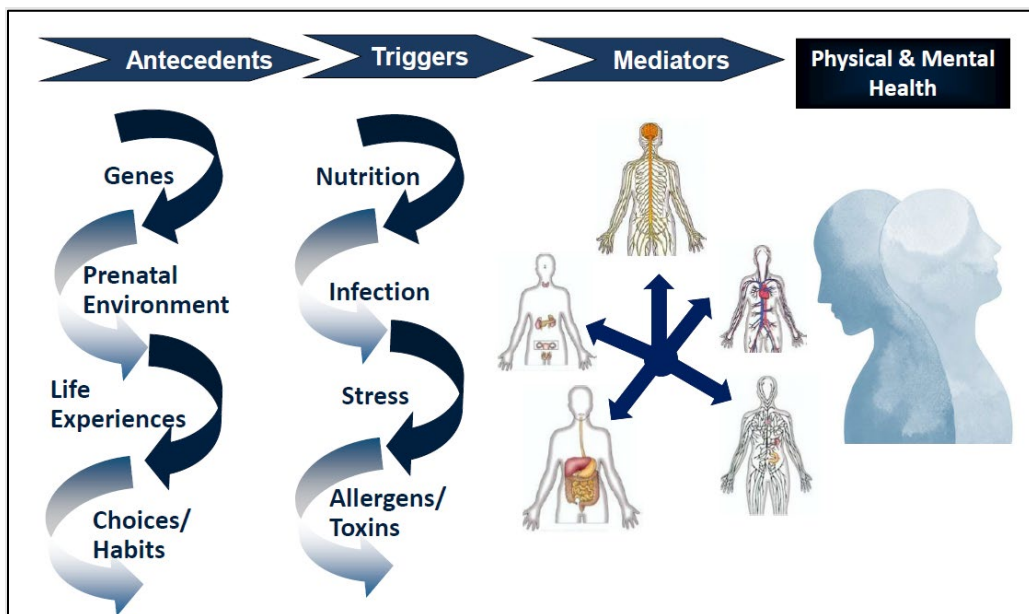 Antecedents
Triggers
Mediators
Physical & Mental
Health
Genes
Prenatal
Environment
Life
Experiences
Choices/
Habits
Nutrition
Infection
Stress
Allergens/
Toxins